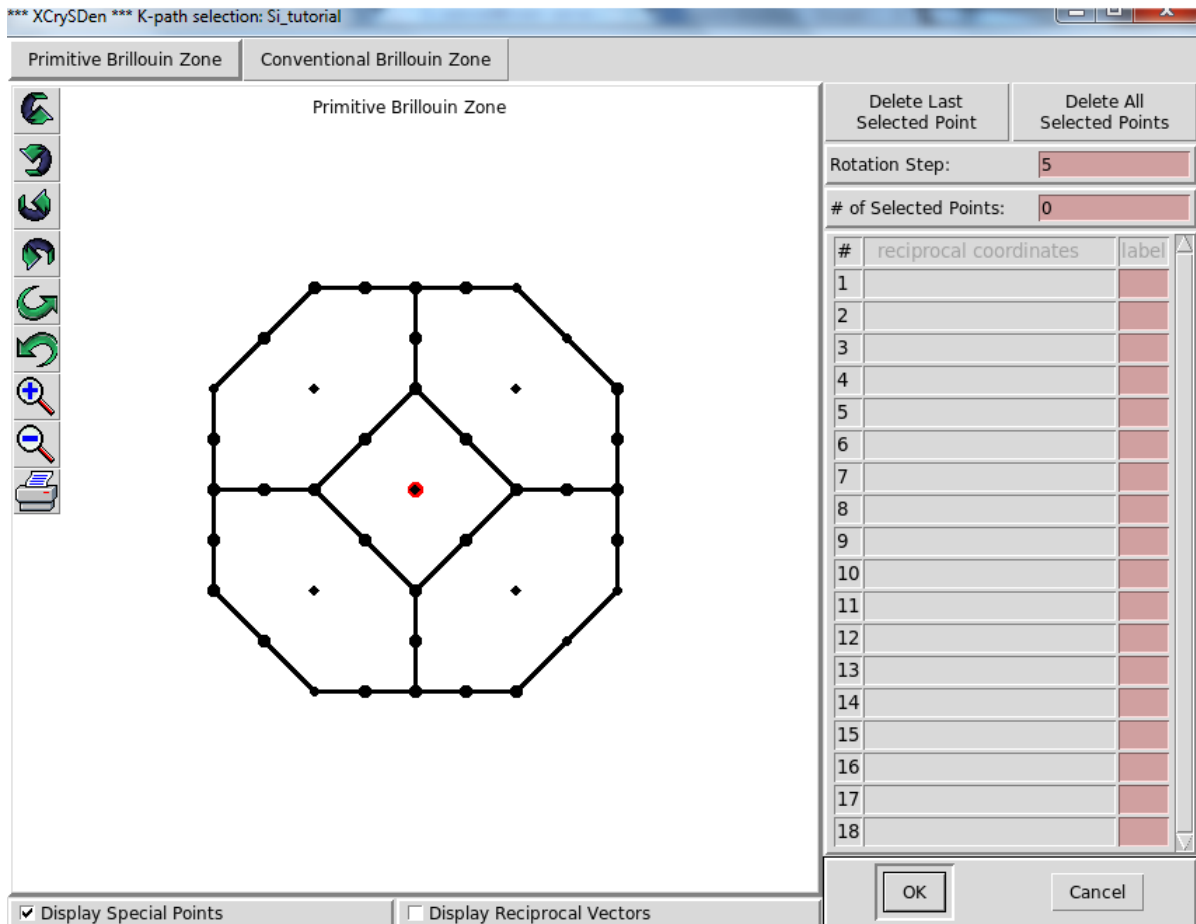 *** XCrySDen *** K-path selection: Si_tutorial
Primitive Brillouin Zone
Conventional Brillouin Zone
Primitive Brillouin Zone
Delete Last
Selected Point
Delete All
Selected Points
Rotation Step:
5
# of Selected Points:
0
# reciprocal coordinates label
1
2
3
4
5
6
7
8
9
10
11
12
13
14
15
16
17
18
OK
Cancel
Display Special Points
Display Reciprocal Vectors